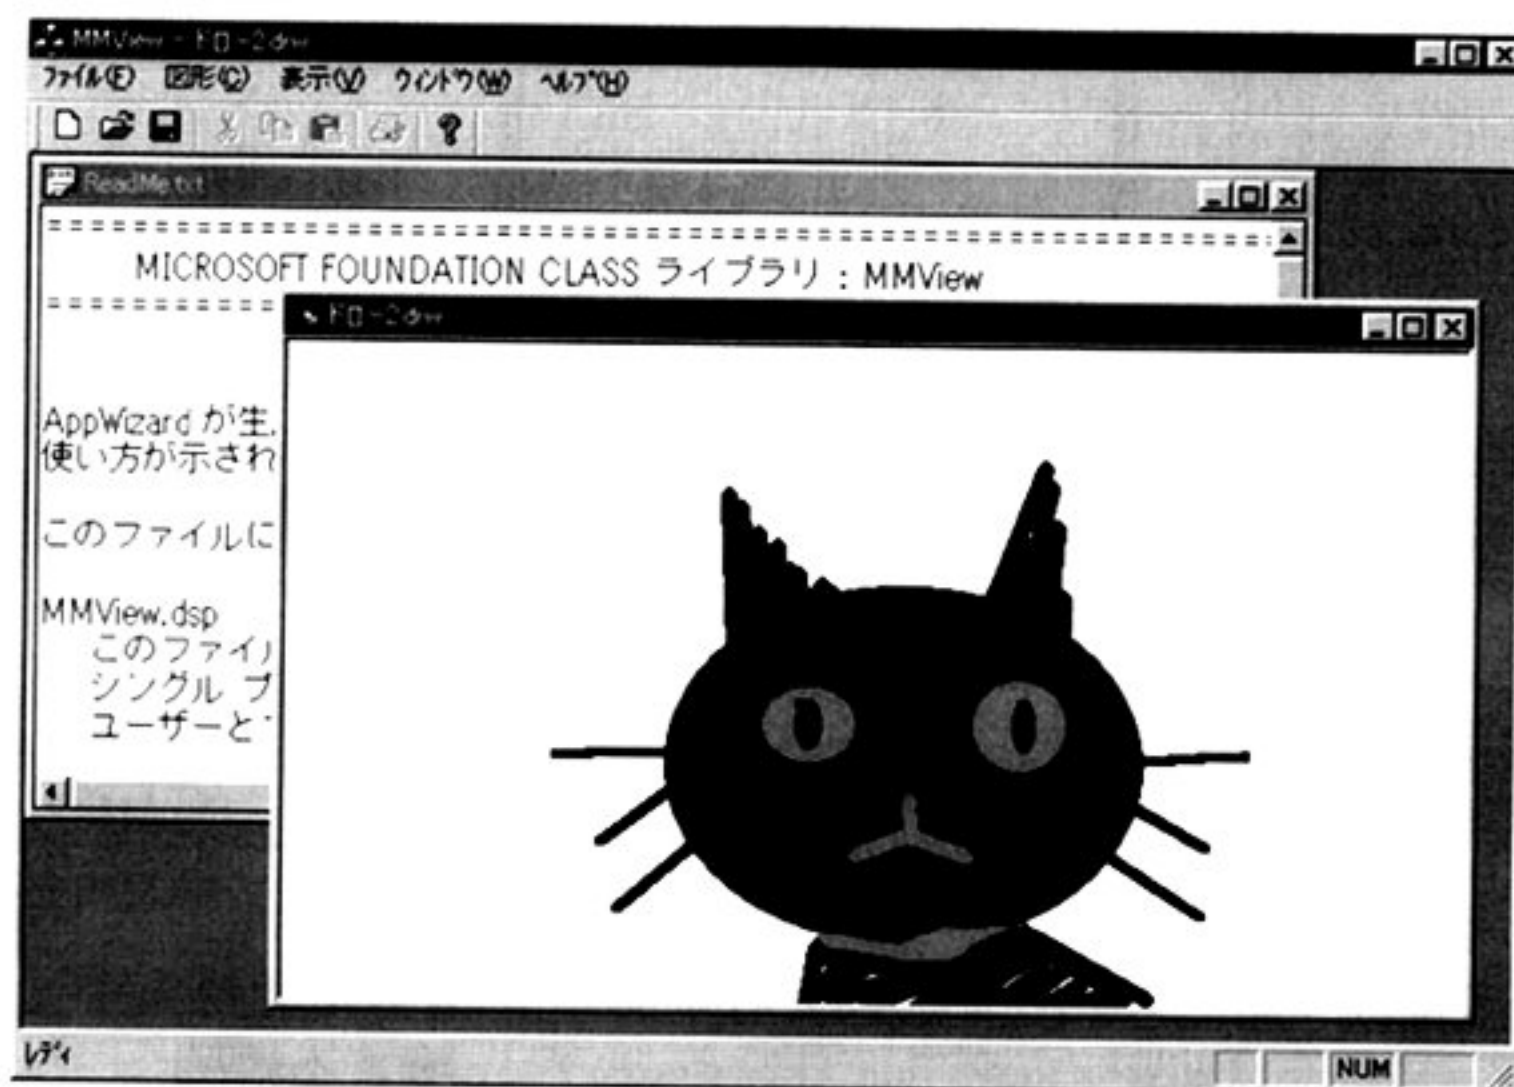 MMView - ﾄﾞﾛｰ2.drw
ﾌｧｲﾙ(F) 図形(C) 表示(V) ｳｨﾝﾄﾞｳ(W) ﾍﾙﾌﾟ(H)
ReadMe.txt
========================================
MICROSOFT FOUNDATION CLASS ライブラリ : MMView
========
ﾄﾞﾛｰ2.drw
AppWizard が生
使い方が示され
このファイルに
MMView.dsp
このファイ
シングル プ
ユーザーと
ﾚﾃﾞｨ
NUM